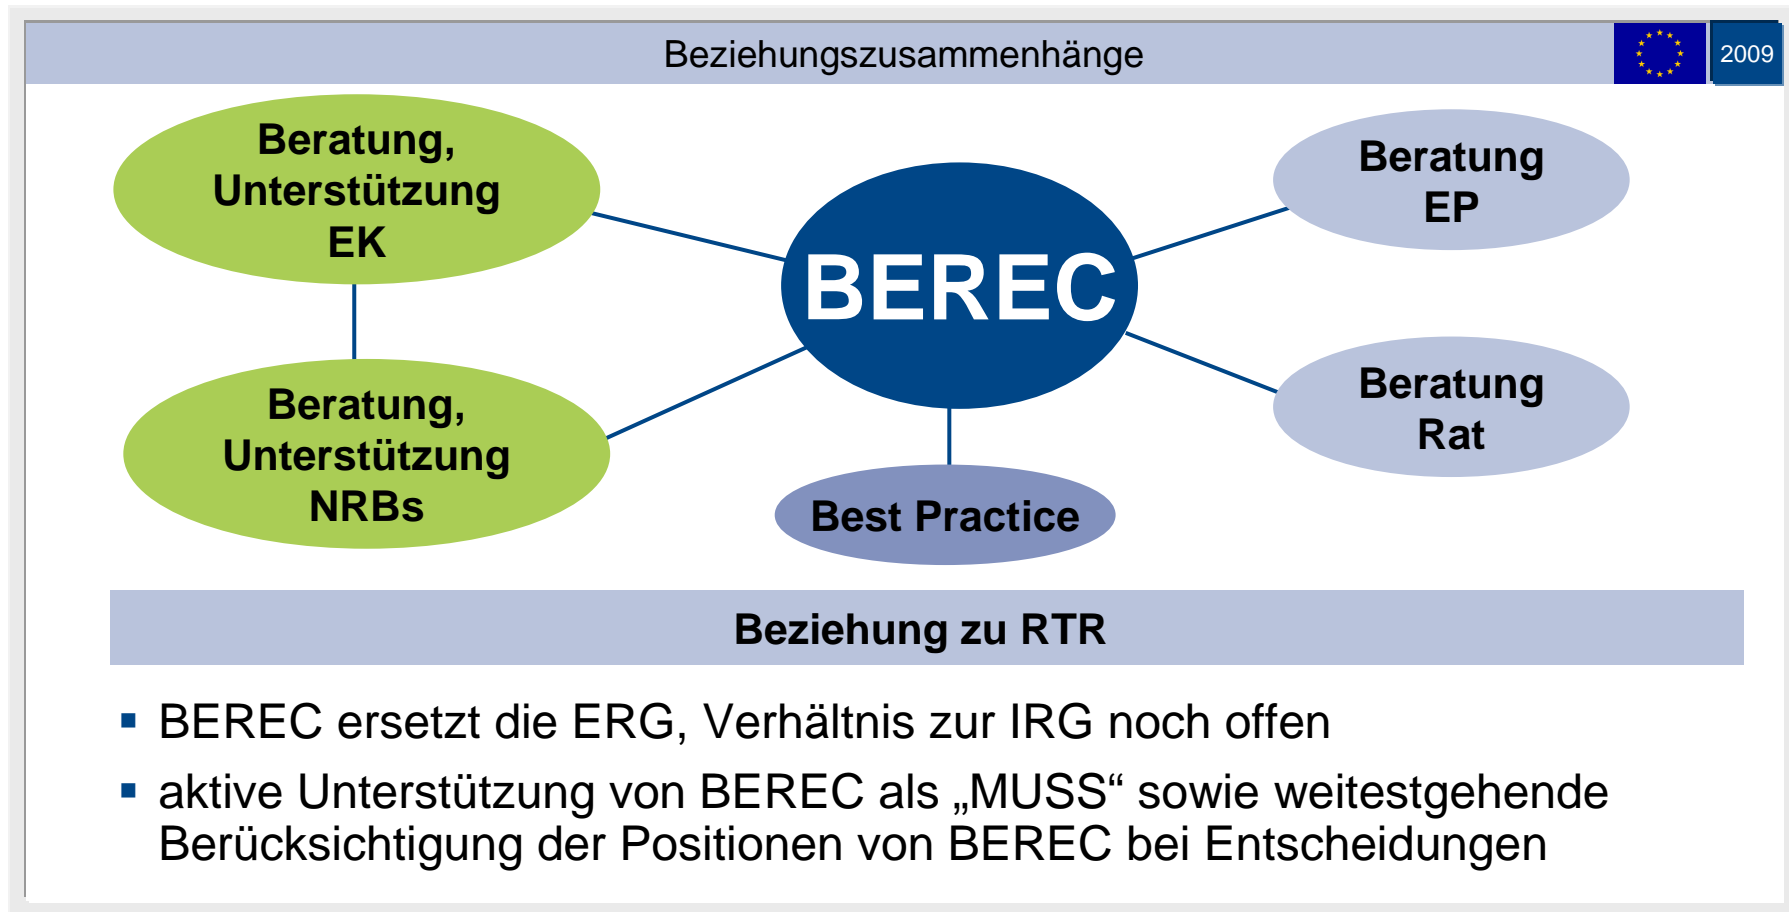 Beziehungszusammenhänge
2009
Beratung,
Unterstützung
EK
Beratung
EP
BEREC
Beratung,
Unterstützung
NRBs
Beratung
Rat
Best Practice
Beziehung zu RTR
▪ BEREC ersetzt die ERG, Verhältnis zur IRG noch offen
▪ aktive Unterstützung von BEREC als „MUSS“ sowie weitestgehende
Berücksichtigung der Positionen von BEREC bei Entscheidungen